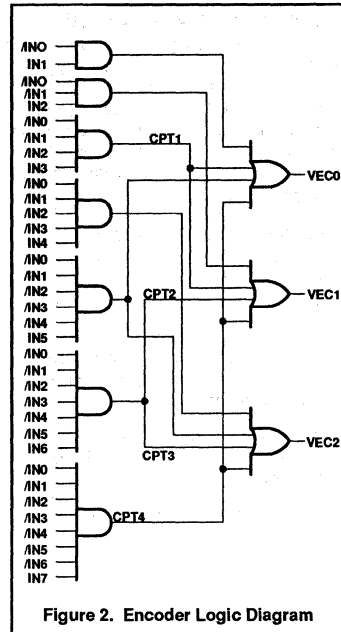 /INO
IN1
/INO
/IN1
IN2
/IN0
/IN1
/IN2
IN3
CPT1
/IN0
/IN1
/IN2
/IN3
IN4
/IN0
/IN1
/IN2
/IN3
/IN4
IN5
CPT2
/IN0
/IN1
/IN2
/IN3
/IN4
/IN5
IN6
CPT3
/IN0
/IN1
/IN2
/IN3
/IN4
/IN5
/IN6
IN7
CPT4
VEC0
VEC1
VEC2
Figure 2. Encoder Logic Diagram